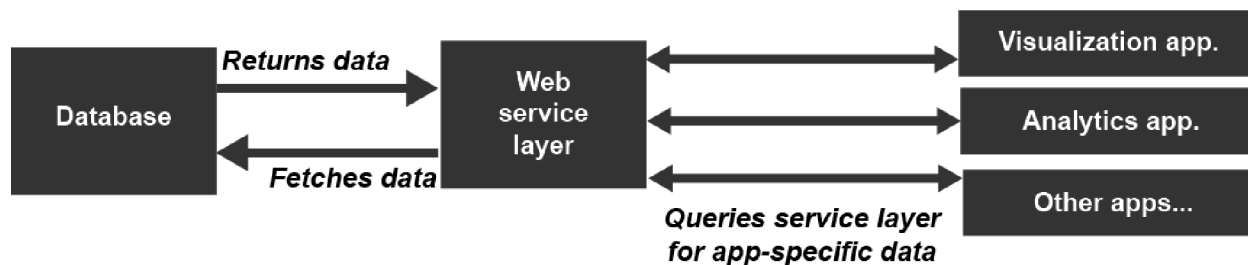 Database
Returns data
Fetches data
Web
service
layer
Visualization app.
Analytics app.
Other apps...
Queries service layer
for app-specific data